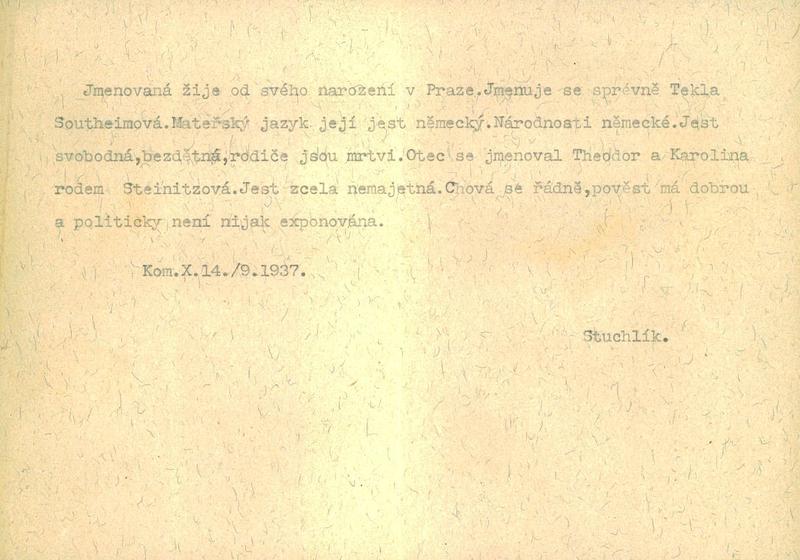 Jmenovaná žije od svého narození v Praze.Jmenuje se správně Tekla
Southeimová.Mateřský jazyk její jest německý.Národnosti německé.Jest
svobodná,bezdětná,rodiče jsou mrtvi.Otec se jmenoval Theodor a Karolina
rodem Steinitzová.Jest zcela nemajetná.Chová se řádně,pověst má dobrou
a politicky není nijak exponována.
Kom.X.14./9.1937.
Stuchlík.